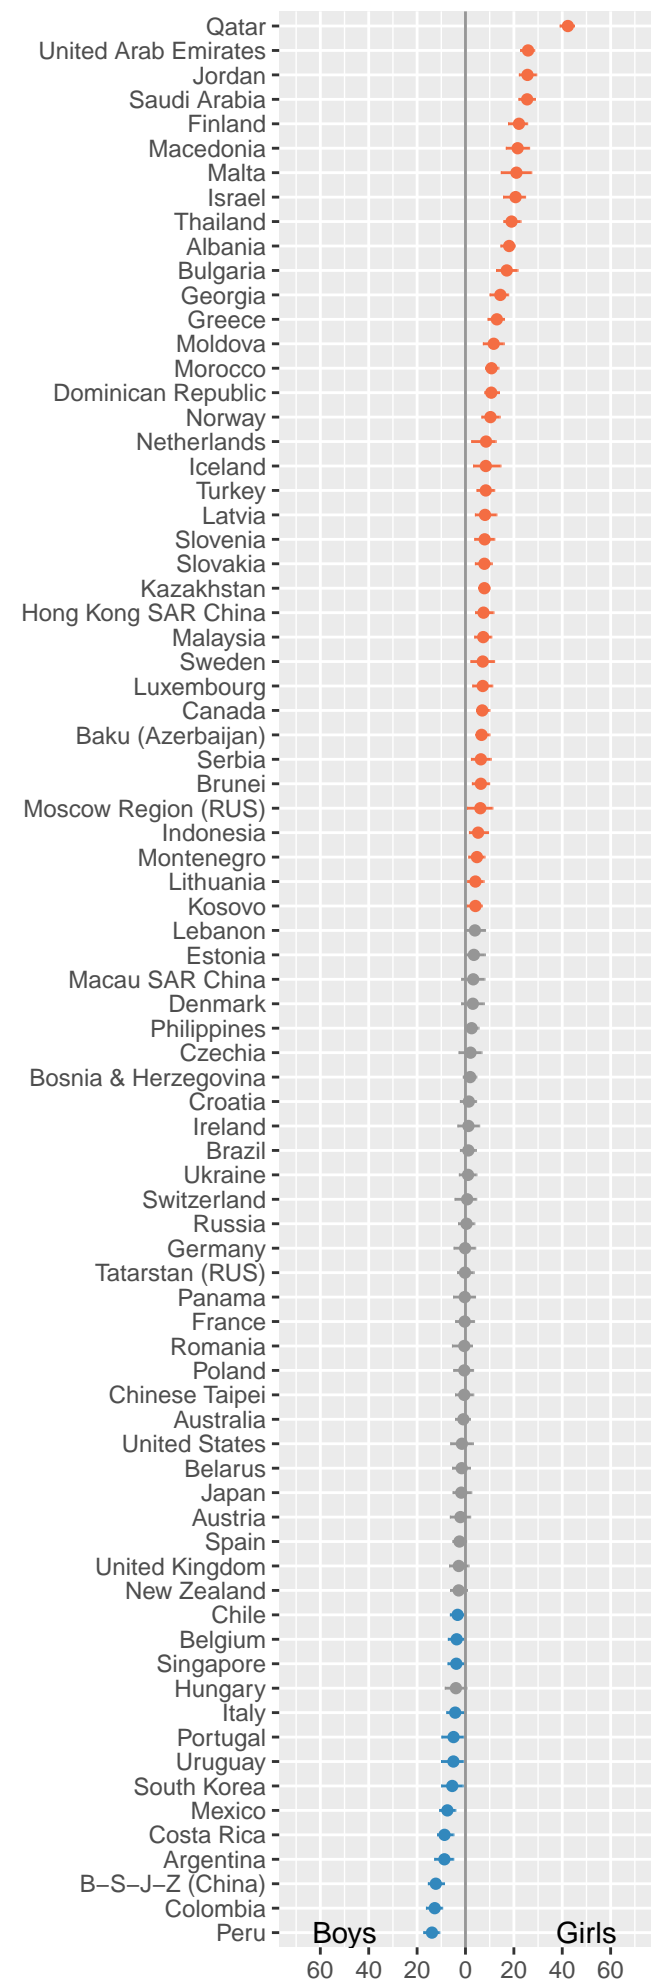 Qatar
United Arab Emirates
Jordan
Saudi Arabia
Finland
Macedonia
Malta
Israel
Thailand
Albania
Bulgaria
Georgia
Greece
Moldova
Morocco
Dominican Republic
Norway
Netherlands
Iceland
Turkey
Latvia
Slovenia
Slovakia
Kazakhstan
Hong Kong SAR China
Malaysia
Sweden
Luxembourg
Canada
Baku (Azerbaijan)
Serbia
Brunei
Moscow Region (RUS)
Indonesia
Montenegro
Lithuania
Kosovo
Lebanon
Estonia
Macau SAR China
Denmark
Philippines
Czechia
Bosnia & Herzegovina
Croatia
Ireland
Brazil
Ukraine
Switzerland
Russia
Germany
Tatarstan (RUS)
Panama
France
Romania
Poland
Chinese Taipei
Australia
United States
Belarus
Japan
Austria
Spain
United Kingdom
New Zealand
Chile
Belgium
Singapore
Hungary
Italy
Portugal
Uruguay
South Korea
Mexico
Costa Rica
Argentina
B−S−J−Z (China)
Colombia
Peru Boys Girls
60 40 20 0 20 40 60